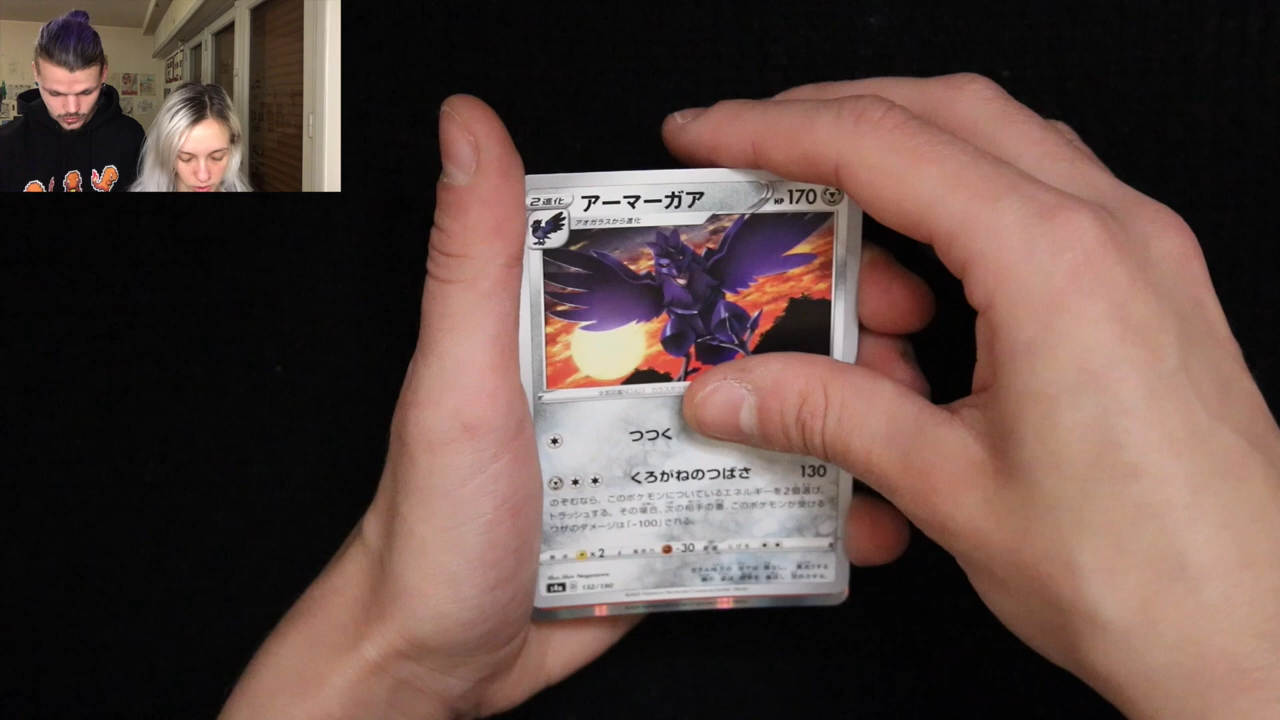 2進化 アーマーガア HP 170
アオガラスから進化
つつく
くろがねのつばさ 130
のぞむなら、このポケモンについているエネルギーを2個選び、
トラッシュする。その場合、次の相手の番、このポケモンが受ける
ワザのダメージは「-100」される。
×2 -30
s4a 132/190